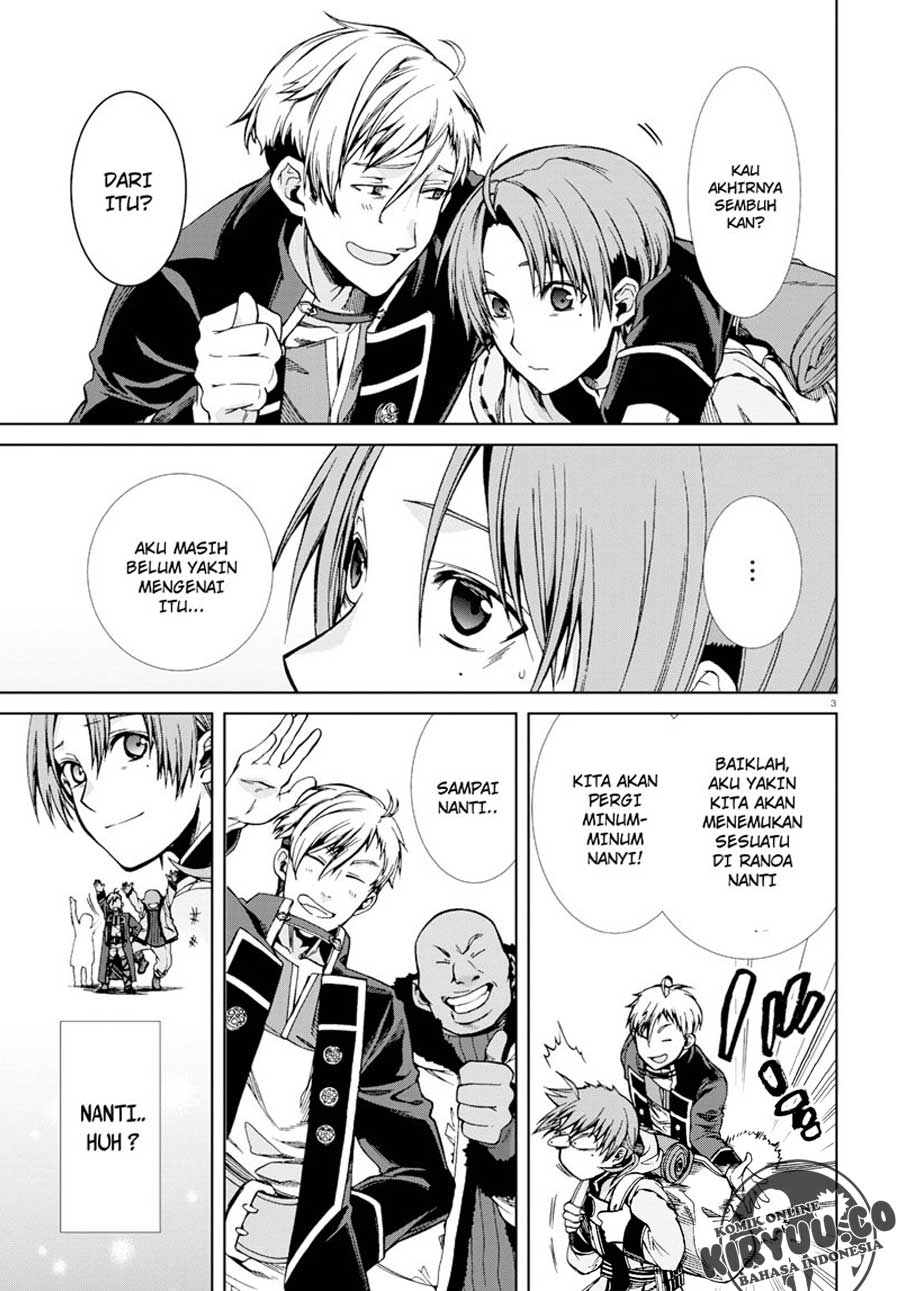 KAU
AKHIRNYA
SEMBUH
KAN?
DARI
ITU?
...
AKU MASIH
BELUM YAKIN
MENGENAI
ITU...
3
BAIKLAH,
AKU YAKIN
KITA AKAN
MENEMUKAN
SESUATU
DI RANOA
NANTI
KITA AKAN
PERGI
MINUM-
MINUM
NANYI!
SAMPAI
NANTI..
NANTI..
HUH ?
KOMIK ONLINE
KIRYUU.CO
BAHASA INDONESIA